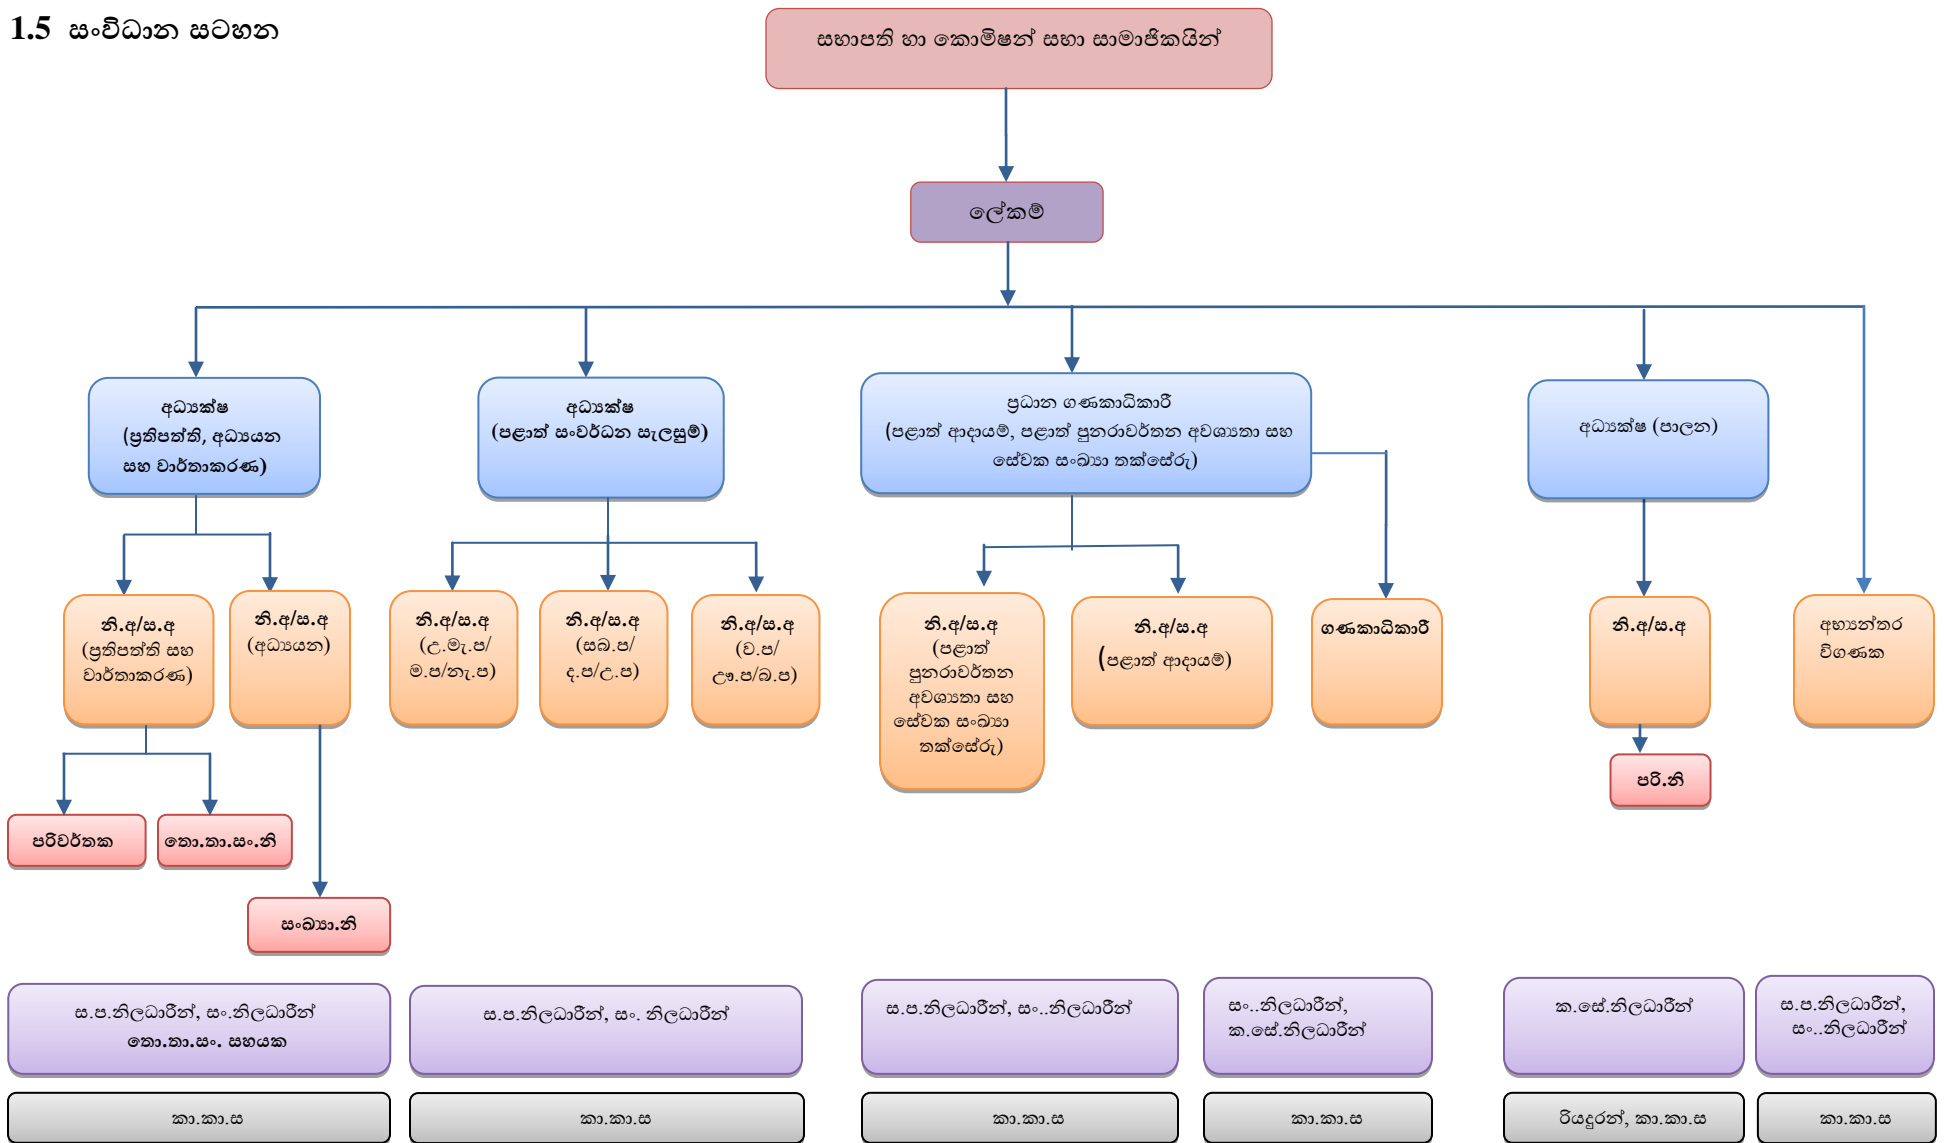 1.5 සංවිධාන සටහන
සභාපති හා කොමිෂන් සභා සාමාජිකයින්
ලේකම්
අධ්‍යක්ෂ
(ප්‍රතිපත්ති, අධ්‍යයන
සහ වාර්තාකරණ)
අධ්‍යක්ෂ
(පළාත් සංවර්ධන සැලසුම්)
ප්‍රධාන ගණකාධිකාරී
(පළාත් ආදායම්, පළාත් පුනරාවර්තන අවශ්‍යතා සහ
සේවක සංඛ්‍යා තක්සේරු)
අධ්‍යක්ෂ (පාලන)
නි.අ/ස.අ
(ප්‍රතිපත්ති සහ
වාර්තාකරණ)
නි.අ/ස.අ
(අධ්‍යයන)
නි.අ/ස.අ
(උ.මැ.ප/
ම.ප/නැ.ප)
නි.අ/ස.අ
(සබ.ප/
ද.ප/උ.ප)
නි.අ/ස.අ
(ව.ප/
ඌ.ප/බ.ප)
නි.අ/ස.අ
(පළාත්
පුනරාවර්තන
අවශ්‍යතා සහ
සේවක සංඛ්‍යා
තක්සේරු)
නි.අ/ස.අ
(පළාත් ආදායම්)
ගණකාධිකාරී
නි.අ/ස.අ
අභ්‍යන්තර
විගණක
පරි.නි
පරිවර්තක
තො.තා.සං.නි
සංඛ්‍යා.නි
ස.ප.නිලධාරීන්, සං.නිලධාරීන්
තො.තා.සං. සහයක
ස.ප.නිලධාරීන්, සං. නිලධාරීන්
ස.ප.නිලධාරීන්, සං..නිලධාරීන්
සං..නිලධාරීන්,
ක.සේ.නිලධාරීන්
ක.සේ.නිලධාරීන්
ස.ප.නිලධාරීන්,
සං..නිලධාරීන්
කා.කා.ස
කා.කා.ස
කා.කා.ස
කා.කා.ස
රියදුරන්, කා.කා.ස
කා.කා.ස